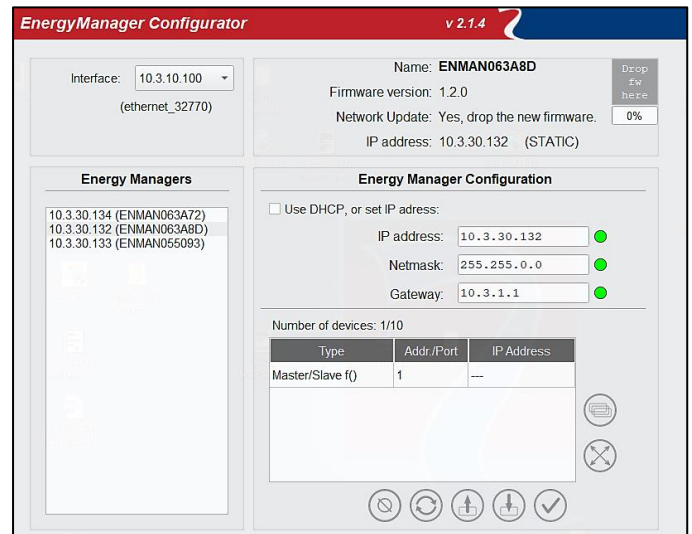 EnergyManager Configurator v 2.1.4
Interface: 10.3.10.100
(ethernet_32770)
Name: ENMAN063A8D
Firmware version: 1.2.0
Network Update: Yes, drop the new firmware.
IP address: 10.3.30.132 (STATIC)
Drop
fw
here
0%
Energy Managers
10.3.30.134 (ENMAN063A72)
10.3.30.132 (ENMAN063A8D)
10.3.30.133 (ENMAN055093)
Energy Manager Configuration
Use DHCP, or set IP adress:
IP address: 10.3.30.132
Netmask: 255.255.0.0
Gateway: 10.3.1.1
Number of devices: 1/10
Type Addr./Port IP Address
Master/Slave f() 1 ---